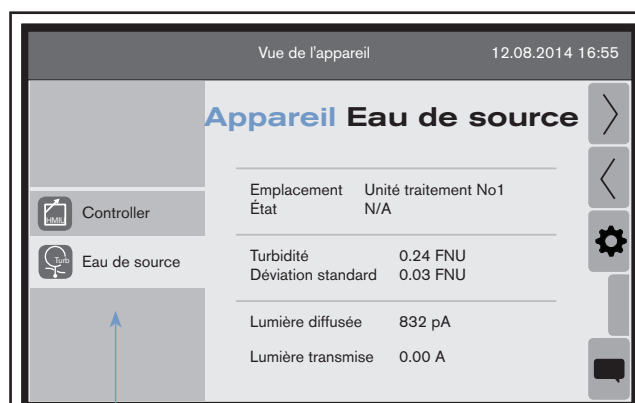 Vue de l'appareil 12.08.2014 16:55
Appareil Eau de source
Emplacement Unité traitement No1
État N/A
HMIU Controller
Turb Eau de source
Turbidité 0.24 FNU
Déviation standard 0.03 FNU
Lumière diffusée 832 pA
Lumière transmise 0.00 A